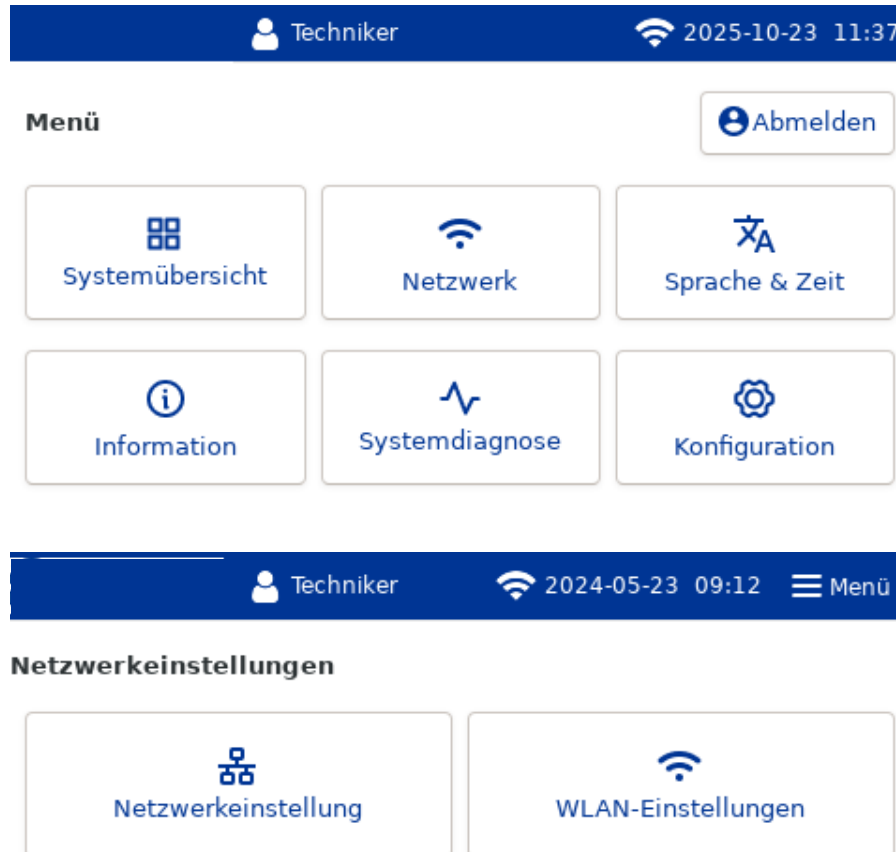 Techniker 2025-10-23 11:37
Menü Abmelden
Systemübersicht Netzwerk Sprache & Zeit
Information Systemdiagnose Konfiguration
Techniker 2024-05-23 09:12 Menü
Netzwerkeinstellungen
Netzwerkeinstellung WLAN-Einstellungen